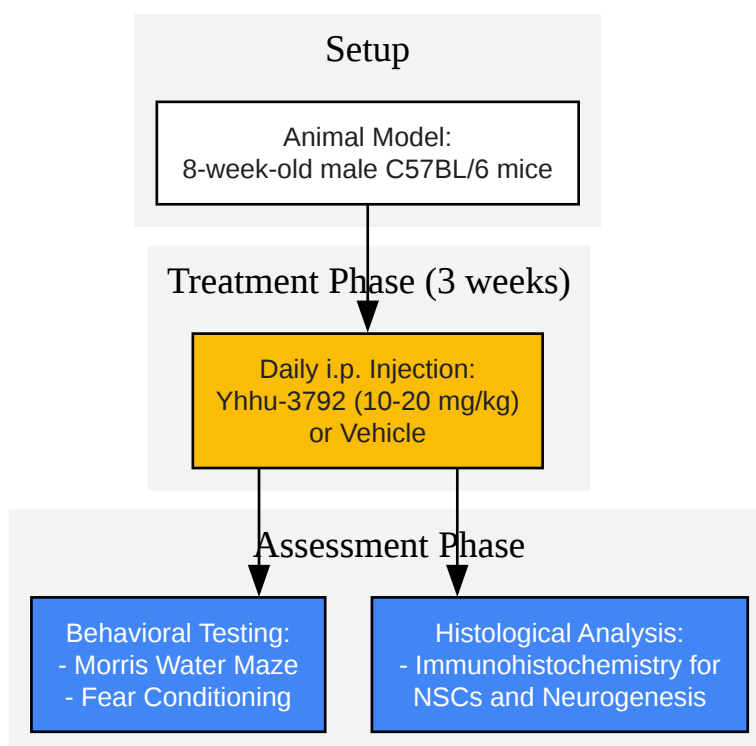 Setup
Animal Model:
8-week-old male C57BL/6 mice
Treatment Phase (3 weeks)
Daily i.p. Injection:
Yhhu-3792 (10-20 mg/kg)
or Vehicle
Assessment Phase
Behavioral Testing:
- Morris Water Maze
- Fear Conditioning
Histological Analysis:
- Immunohistochemistry for
NSCs and Neurogenesis